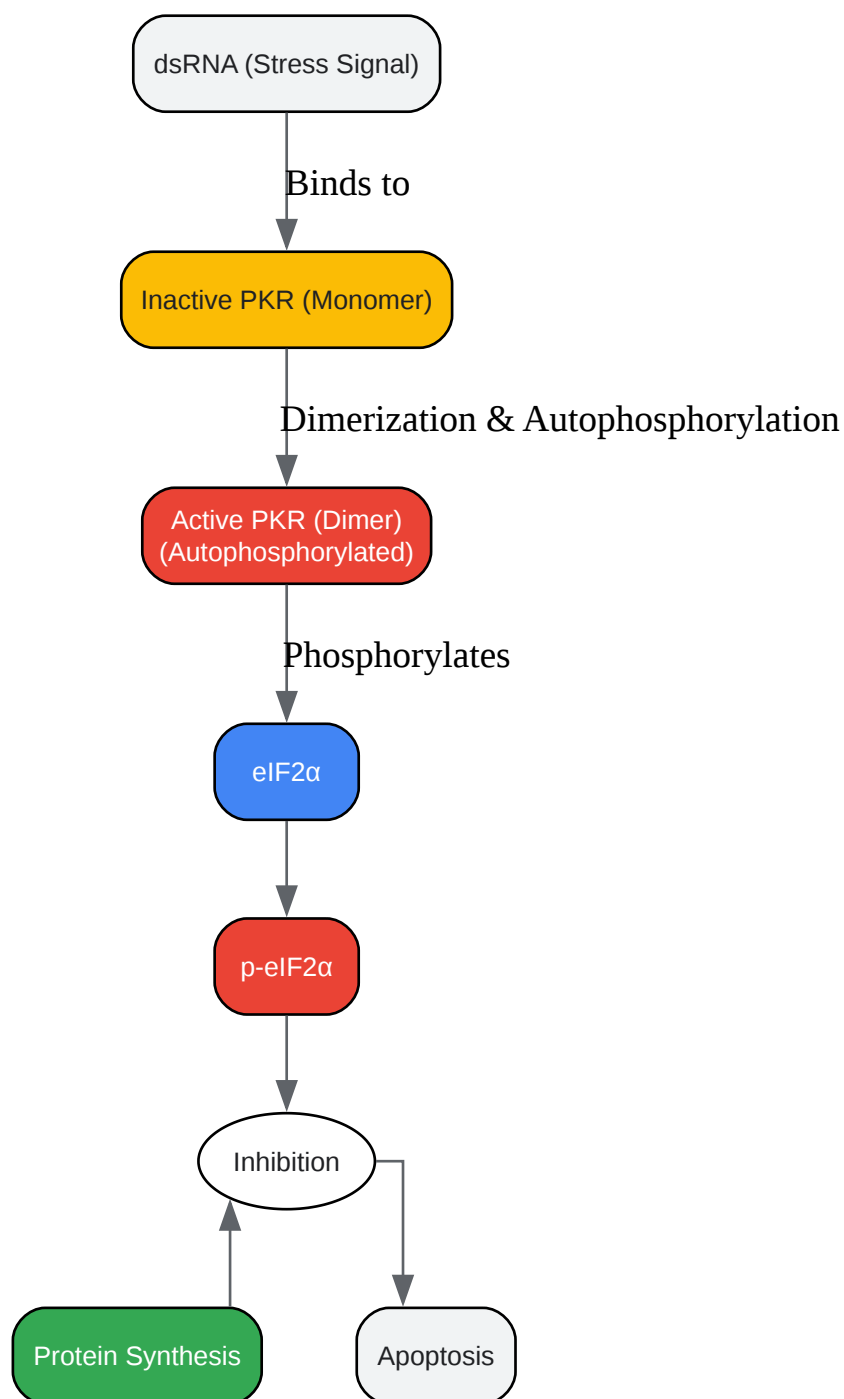 dsRNA (Stress Signal)
Binds to
Inactive PKR (Monomer)
Dimerization & Autophosphorylation
Active PKR (Dimer)
(Autophosphorylated)
Phosphorylates
eIF2α
p-eIF2α
Inhibition
Protein Synthesis
Apoptosis